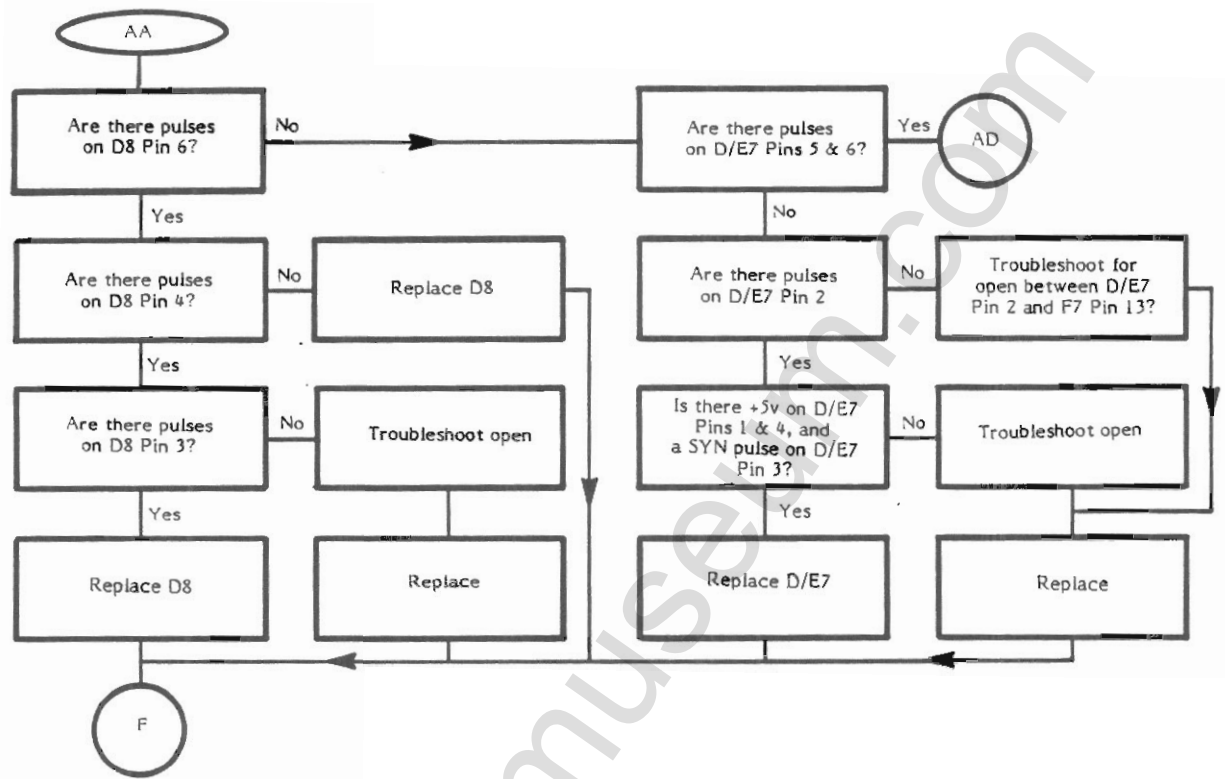 AA
Are there pulses
on D8 Pin 6?
No
Are there pulses
on D/E7 Pins 5 & 6?
Yes
AD
Yes
No
Are there pulses
on D8 Pin 4?
No
Replace D8
Are there pulses
on D/E7 Pin 2
No
Troubleshoot for
open between D/E7
Pin 2 and F7 Pin 13?
Yes
Yes
Are there pulses
on D8 Pin 3?
No
Troubleshoot open
Is there +5v on D/E7
Pins 1 & 4, and
a SYN pulse on D/E7
Pin 3?
No
Troubleshoot open
Yes
Yes
Replace D8
Replace
Replace D/E7
Replace
F
museum.com